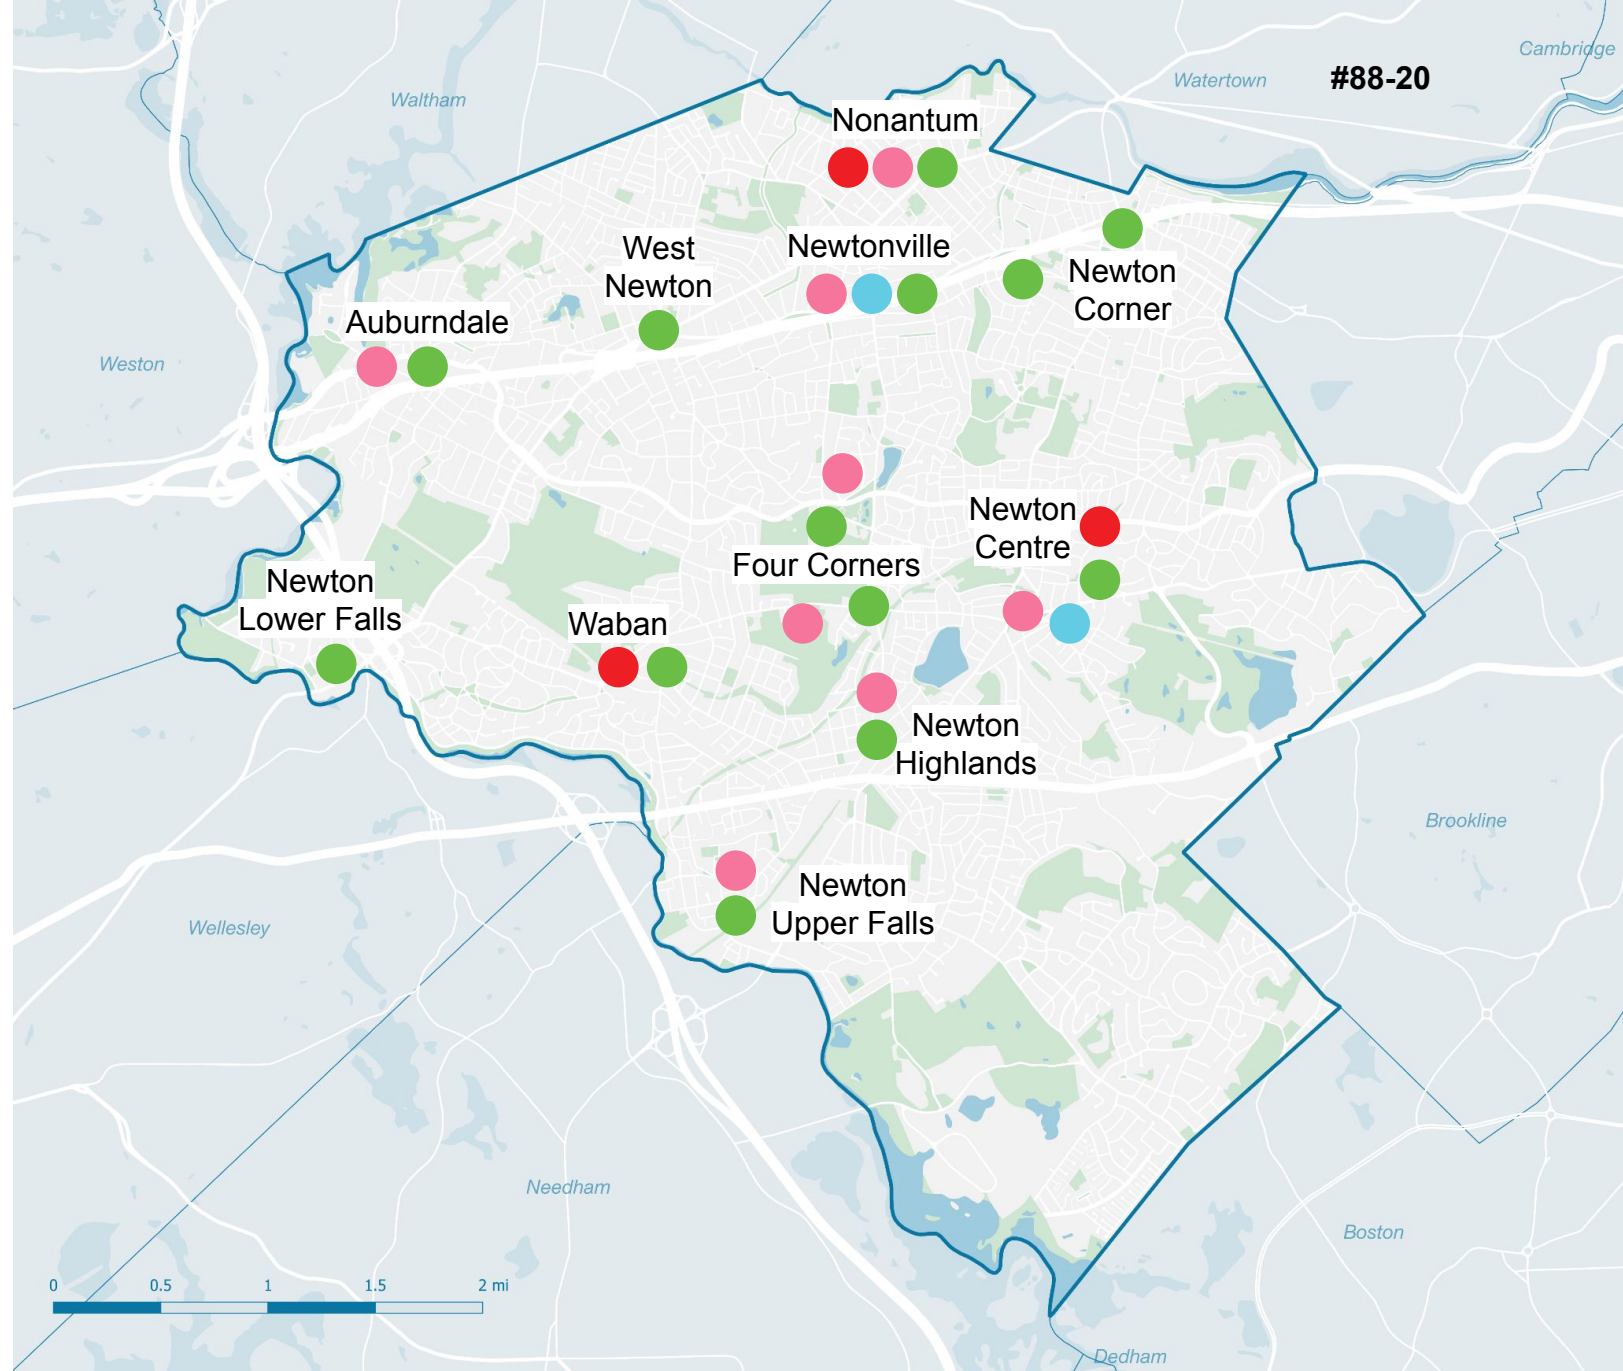 Cambridge
#88-20
Watertown
Waltham
Nonantum
West
Newton
Newtonville
Newton
Corner
Auburndale
Weston
Newton
Centre
Four Corners
Newton
Lower Falls
Waban
Newton
Highlands
Brookline
Newton
Upper Falls
Wellesley
Needham
Boston
0 0.5 1 1.5 2 mi
Dedham